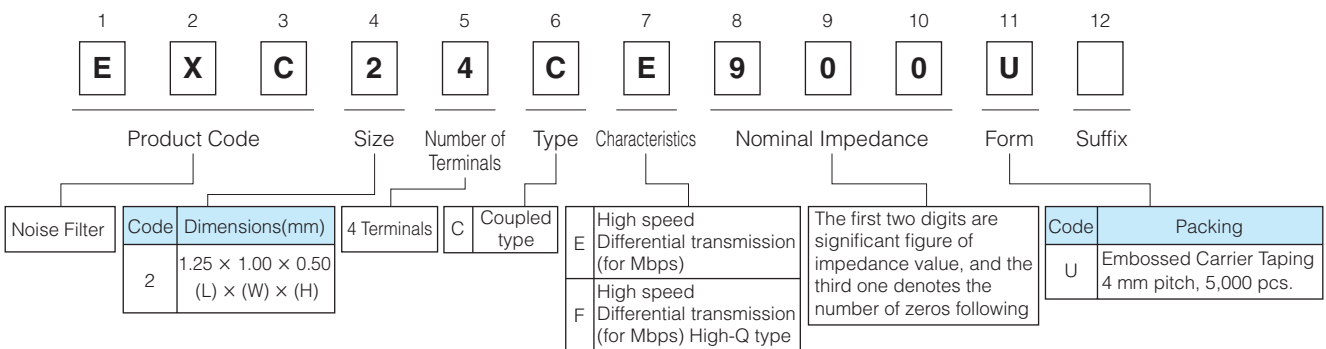 1 2 3 4 5 6 7 8 9 10 11 12
E X C 2 4 C E 9 0 0 U
Product Code Size Number of Terminals Type Characteristics Nominal Impedance Form Suffix
Noise Filter
Code Dimensions(mm)
2 1.25 × 1.00 × 0.50
(L) × (W) × (H)
4 Terminals
C Coupled
type
E High speed
Differential transmission
(for Mbps)
F High speed
Differential transmission
(for Mbps) High-Q type
The first two digits are
significant figure of
impedance value, and the
third one denotes the
number of zeros following
Code Packing
U Embossed Carrier Taping
4 mm pitch, 5,000 pcs.